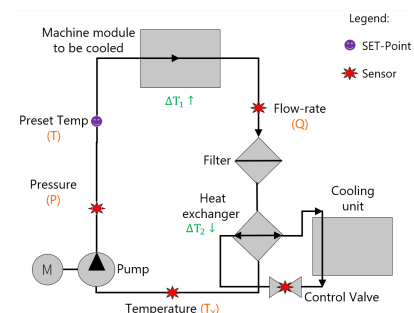 Legend:
SET-Point
Sensor
Machine module
to be cooled
ΔT₁ ↑
Flow-rate
(Q)
Preset Temp
(T)
Filter
Pressure
(P)
Heat
exchanger
ΔT₂ ↓
Cooling
unit
M
Pump
Control Valve
Temperature (Tᵥ)